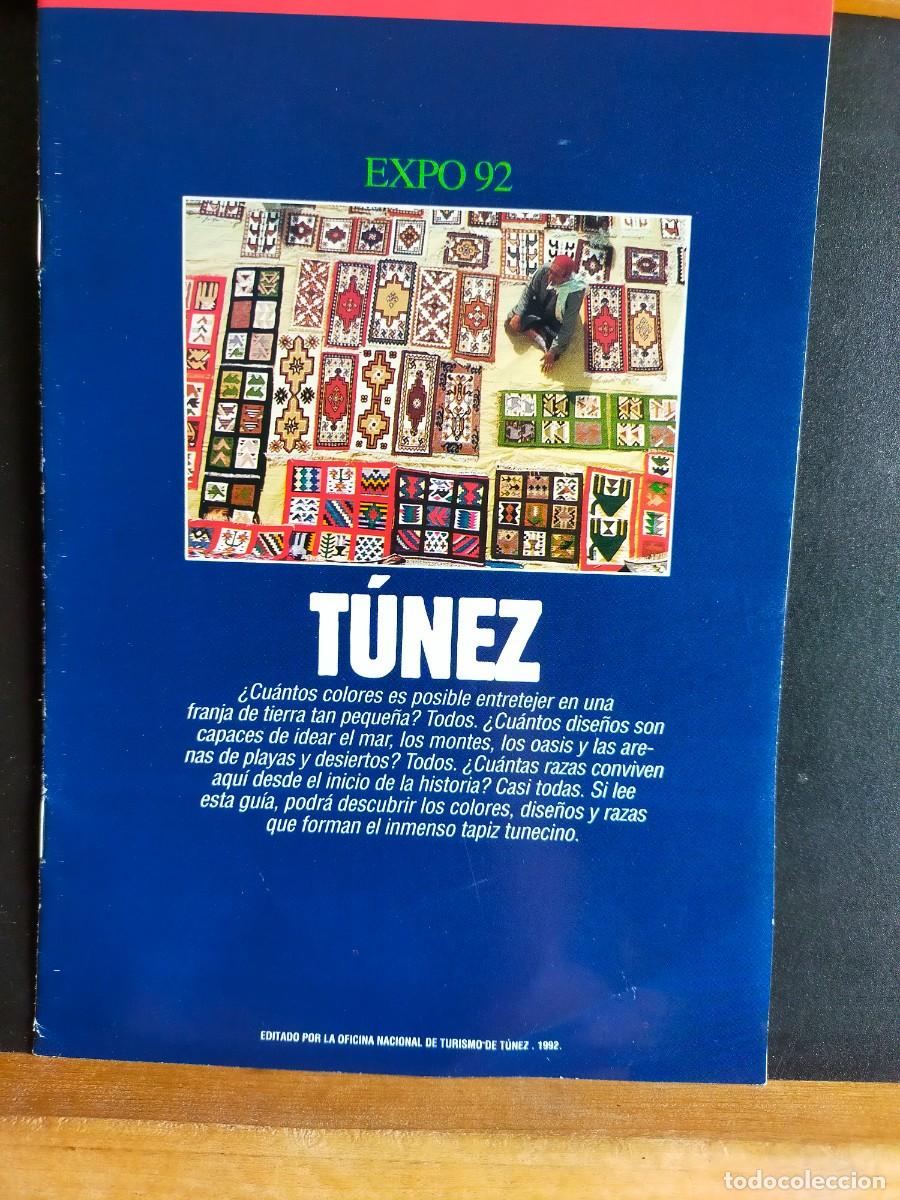 EXPO 92
TÚNEZ
¿Cuántos colores es posible entretejer en una
franja de tierra tan pequeña? Todos. ¿Cuántos diseños son
capaces de idear el mar, los montes, los oasis y las are-
nas de playas y desiertos? Todos. ¿Cuántas razas conviven
aquí desde el inicio de la historia? Casi todas. Si lee
esta guía, podrá descubrir los colores, diseños y razas
que forman el inmenso tapiz tunecino.
EDITADO POR LA OFICINA NACIONAL DE TURISMO DE TÚNEZ . 1992.
todocoleccion